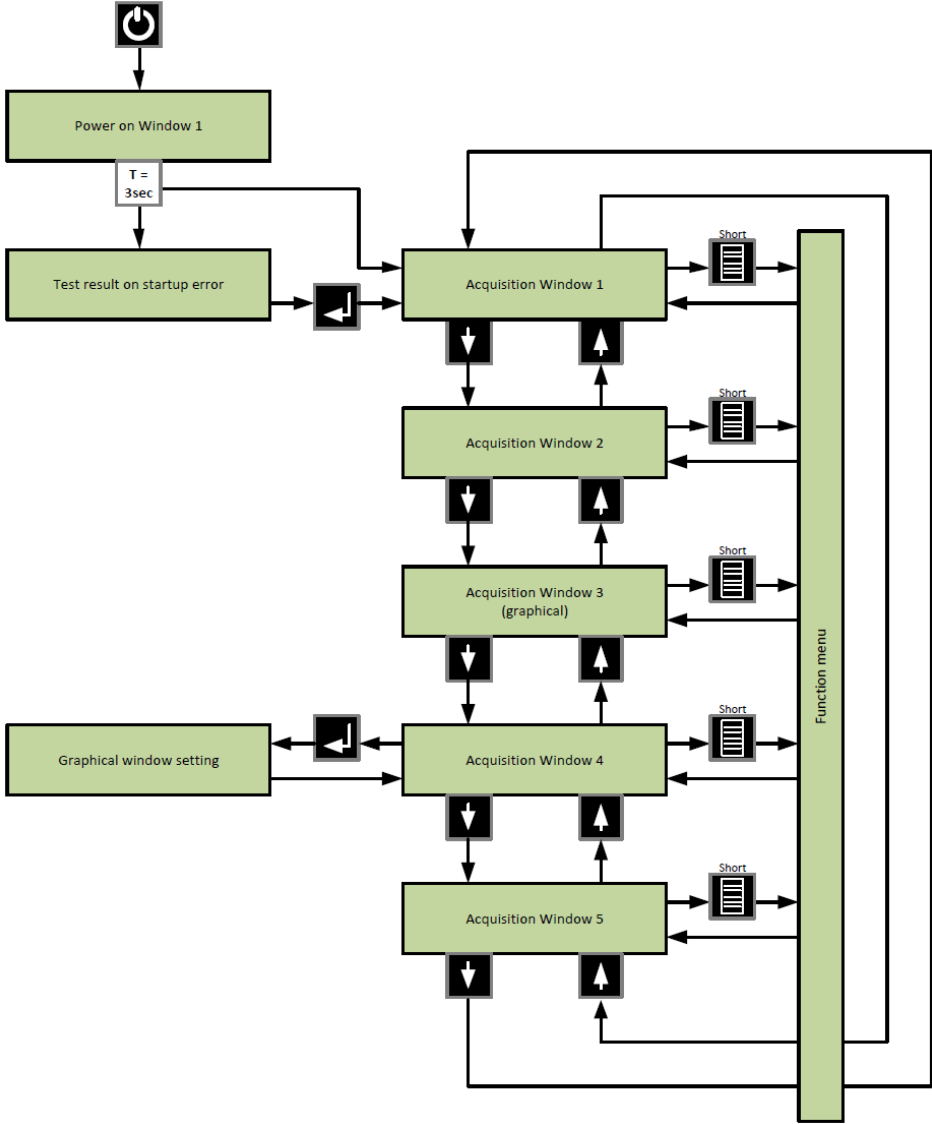 Power on Window 1
T =
3sec
Test result on startup error
Acquisition Window 1
Short
Acquisition Window 2
Short
Acquisition Window 3
(graphical)
Short
Function menu
Graphical window setting
Acquisition Window 4
Short
Acquisition Window 5
Short